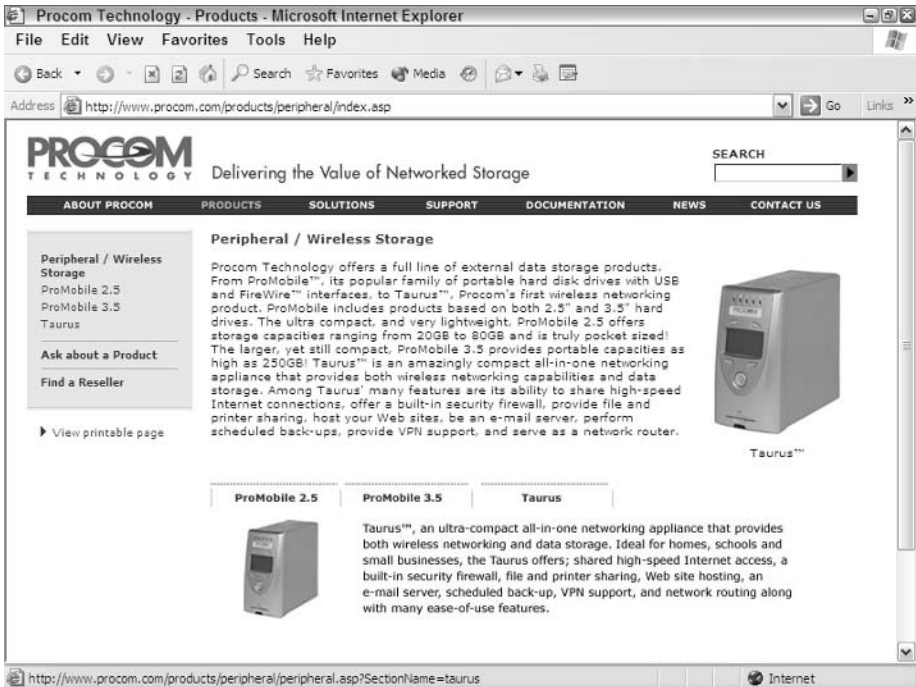 Procom Technology - Products - Microsoft Internet Explorer
File Edit View Favorites Tools Help
Back Search Favorites Media
Address http://www.procom.com/products/peripheral/index.asp Go Links »
PROCOM
TECHNOLOGY
Delivering the Value of Networked Storage
SEARCH
ABOUT PROCOM PRODUCTS SOLUTIONS SUPPORT DOCUMENTATION NEWS CONTACT US
Peripheral / Wireless
Storage
ProMobile 2.5
ProMobile 3.5
Taurus
Ask about a Product
Find a Reseller
View printable page
Peripheral / Wireless Storage
Procom Technology offers a full line of external data storage products.
From ProMobile™, its popular family of portable hard disk drives with USB
and FireWire™ interfaces, to Taurus™, Procom's first wireless networking
product. ProMobile includes products based on both 2.5" and 3.5" hard
drives. The ultra compact, and very lightweight, ProMobile 2.5 offers
storage capacities ranging from 20GB to 80GB and is truly pocket sized!
The larger, yet still compact, ProMobile 3.5 provides portable capacities as
high as 250GB! Taurus™ is an amazingly compact all-in-one networking
appliance that provides both wireless networking capabilities and data
storage. Among Taurus' many features are its ability to share high-speed
Internet connections, offer a built-in security firewall, provide file and
printer sharing, host your Web sites, be an e-mail server, perform
scheduled back-ups, provide VPN support, and serve as a network router.
Taurus™
ProMobile 2.5 ProMobile 3.5 Taurus
Taurus™, an ultra-compact all-in-one networking appliance that provides
both wireless networking and data storage. Ideal for homes, schools and
small businesses, the Taurus offers; shared high-speed Internet access, a
built-in security firewall, file and printer sharing, Web site hosting, an
e-mail server, scheduled back-up, VPN support, and network routing along
with many ease-of-use features.
http://www.procom.com/products/peripheral/peripheral.asp?SectionName=taurus Internet